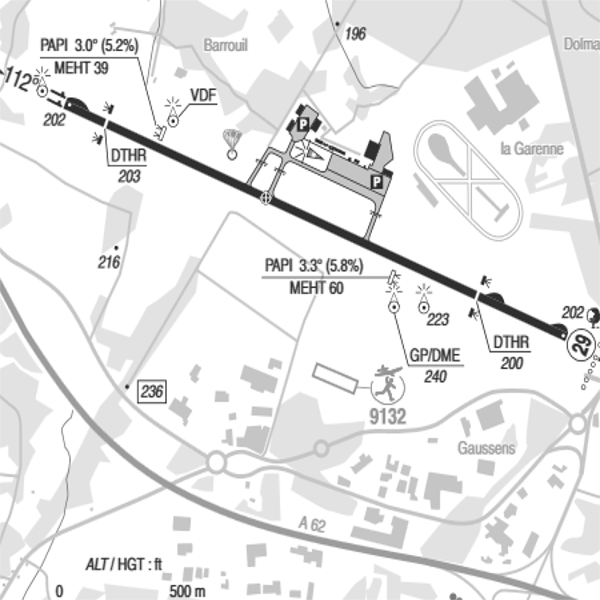 196
PAPI 3.0° (5.2%)
MEHT 39
Barrouil
Dolma
112°
VDF
202
P
DTHR
203
la Garenne
P
216
PAPI 3.3° (5.8%)
MEHT 60
223
202
29
GP/DME
240
DTHR
200
236
9132
Gaussens
A 62
ALT / HGT : ft
0 500 m